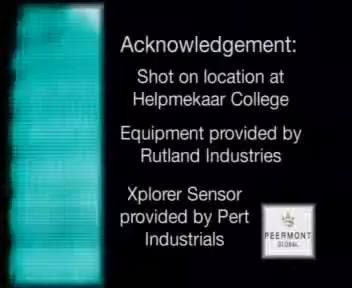 Acknowledgement:
Shot on location at
Helpmekaar College
Equipment provided by
Rutland Industries
Xplorer Sensor
provided by Pert
Industrials
PEERMONT
GLOBAL